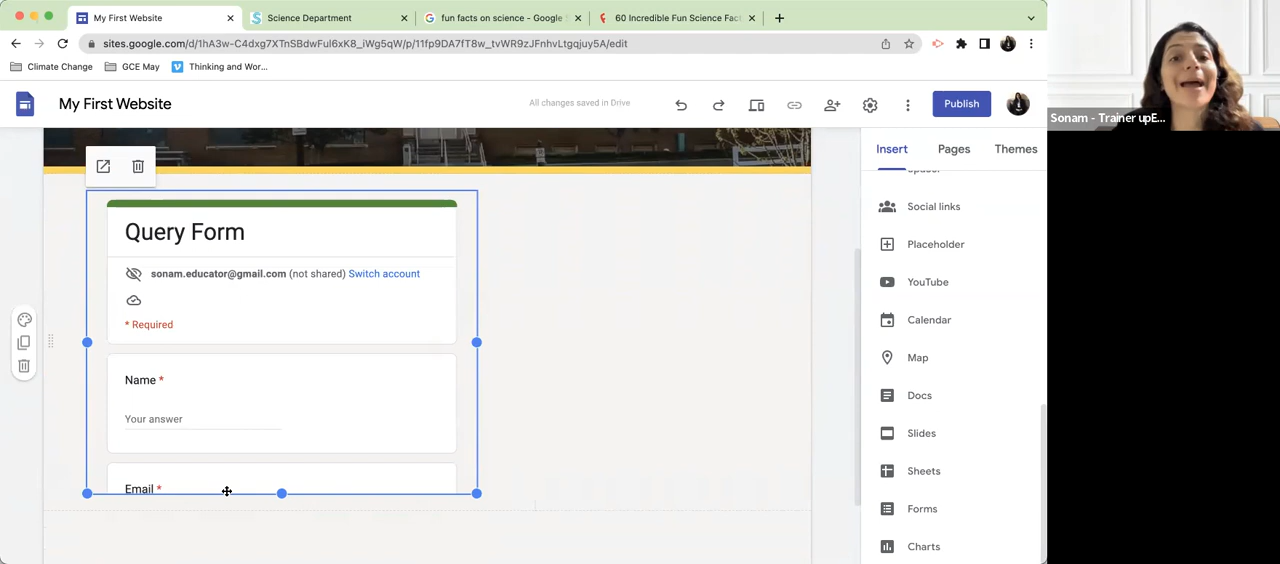 My First Website
Science Department
fun facts on science - Google S
60 Incredible Fun Science Fac
sites.google.com/d/1hA3w-C4dxg7XTnSBdwFul6xK8_iWg5qW/p/11fp9DA7fT8w_tvWR9zJFnhvLtgqjuy5A/edit
Climate Change
GCE May
Thinking and Wor...
My First Website
All changes saved in Drive
Publish
Insert
Pages
Themes
Spacer
Social links
Placeholder
YouTube
Calendar
Map
Docs
Slides
Sheets
Forms
Charts
Query Form
sonam.educator@gmail.com (not shared) Switch account
* Required
Name *
Your answer
Email *
Sonam - Trainer upE...